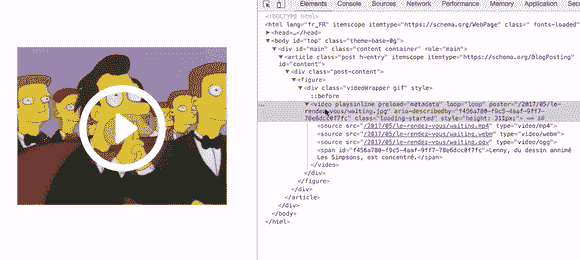 Elements Console Sources Network Performance Memory Application Security
<!DOCTYPE html>
<html lang="fr_FR" itemscope itemtype="https://schema.org/WebPage" class=" fonts-loaded"
▶<head>…</head>
▼<body id="top" class="theme-base-0g">
▼<div id="main" class="content container" role="main">
▼<article class="post h-entry" itemscope itemtype="https://schema.org/BlogPosting"
id="content">
▼<div class="post-content">
▼<figure>
▼<div class="videoWrapper gif" style>
::before
▼<video playsinline preload="metadata" loop="loop" poster="/2017/05/le-
rendez-vous/waiting.jpg" aria-describedby="f456a780-f9c5-4aaf-9ff7-
78e6dcc0f7fc" class="loading-started" style="height: 311px;"> == $0
<source src="/2017/05/le-rendez-vous/waiting.mp4" type="video/mp4">
<source src="/2017/05/le-rendez-vous/waiting.webm" type="video/webm">
<source src="/2017/05/le-rendez-vous/waiting.ogv" type="video/ogg">
<span id="f456a780-f9c5-4aaf-9ff7-78e6dcc0f7fc">Lenny, du dessin animé
Les Simpsons, est concentré.</span>
</video>
</div>
</figure>
</div>
</article>
</div>
</body>
</html>